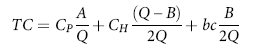 TC = C_P A/Q + C_H (Q − B)/2Q + bc B/2Q